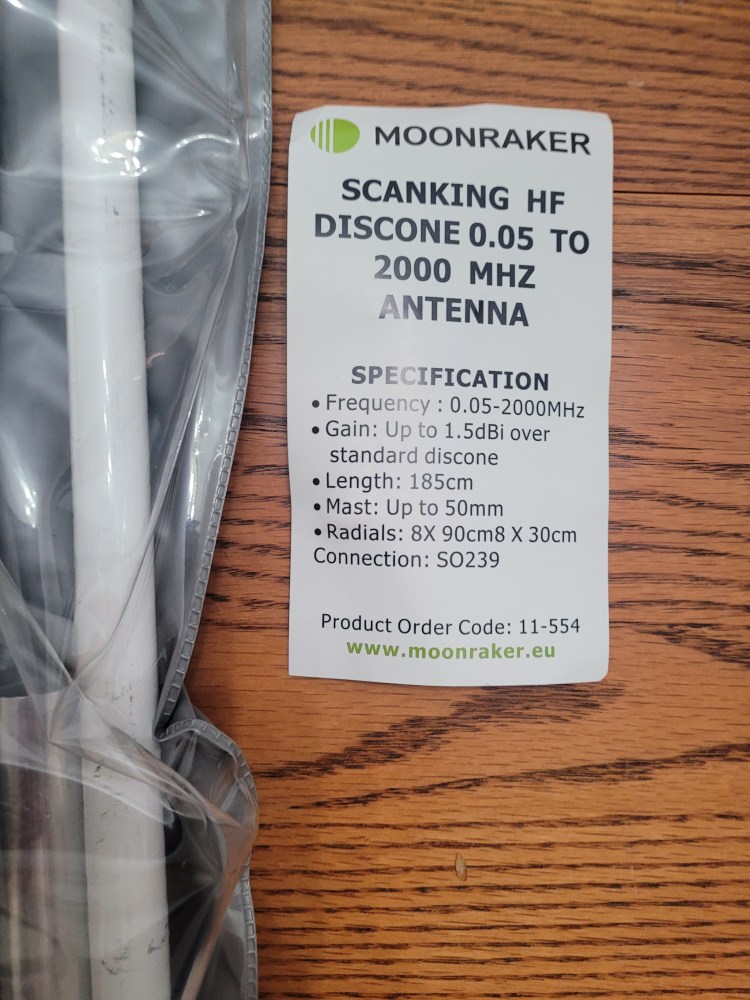 MOONRAKER
SCANKING HF
DISCONE 0.05 TO
2000 MHZ
ANTENNA
SPECIFICATION
• Frequency : 0.05-2000MHz
• Gain: Up to 1.5dBi over
standard discone
• Length: 185cm
• Mast: Up to 50mm
• Radials: 8X 90cm8 X 30cm
Connection: SO239
Product Order Code: 11-554
www.moonraker.eu